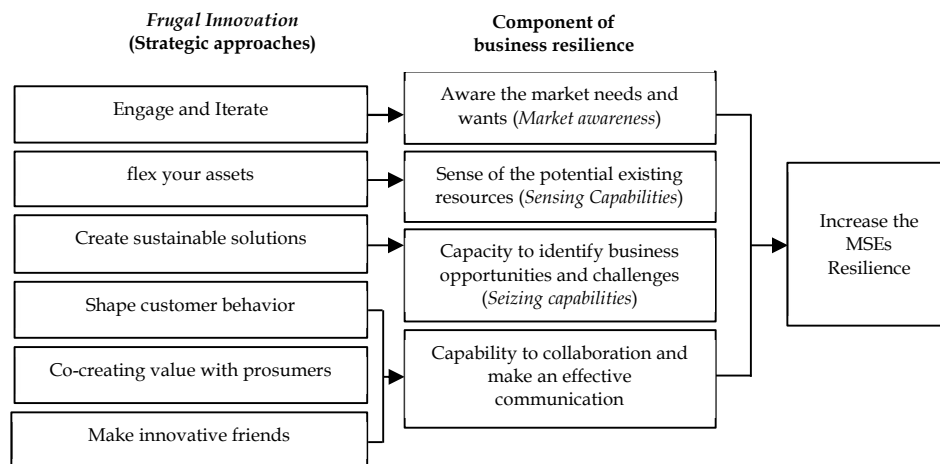 Frugal Innovation
(Strategic approaches)
Component of
business resilience
Engage and Iterate
flex your assets
Create sustainable solutions
Shape customer behavior
Co-creating value with prosumers
Make innovative friends
Aware the market needs and
wants (Market awareness)
Sense of the potential existing
resources (Sensing Capabilities)
Capacity to identify business
opportunities and challenges
(Seizing capabilities)
Capability to collaboration and
make an effective
communication
Increase the
MSEs
Resilience